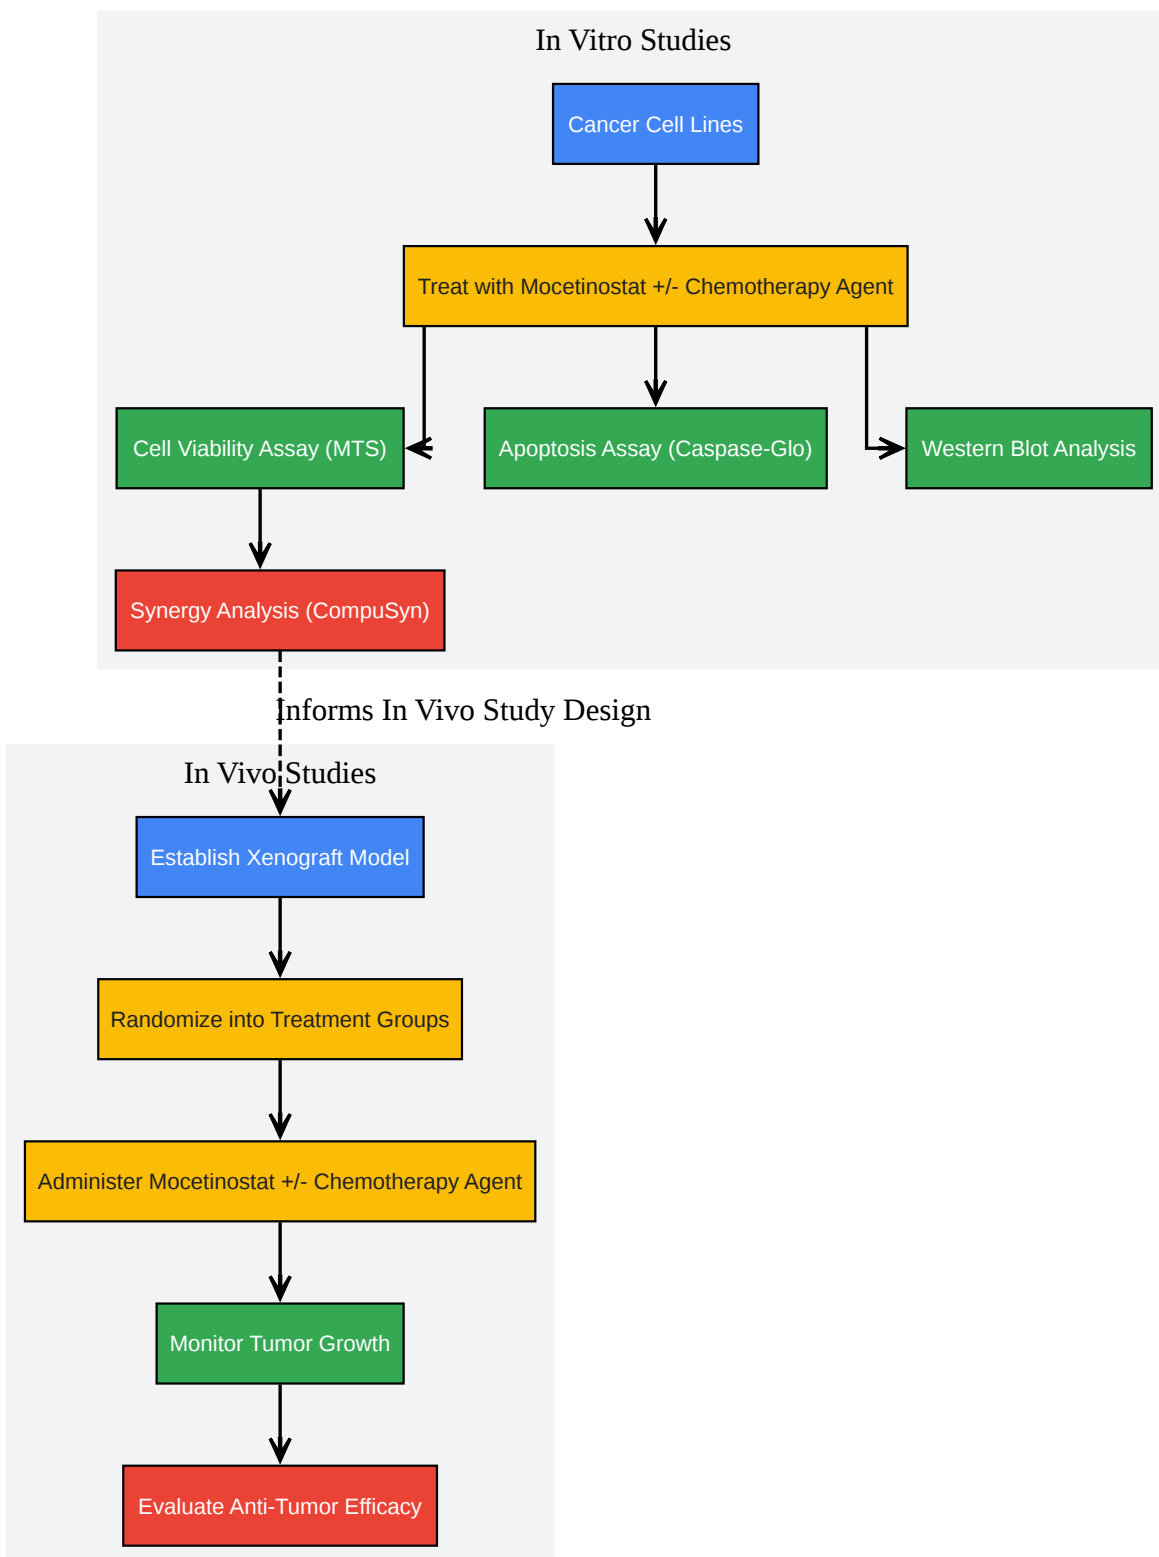 In Vitro Studies
Cancer Cell Lines
Treat with Mocetinostat +/- Chemotherapy Agent
Cell Viability Assay (MTS)
Apoptosis Assay (Caspase-Glo)
Western Blot Analysis
Synergy Analysis (CompuSyn)
Informs In Vivo Study Design
In Vivo Studies
Establish Xenograft Model
Randomize into Treatment Groups
Administer Mocetinostat +/- Chemotherapy Agent
Monitor Tumor Growth
Evaluate Anti-Tumor Efficacy